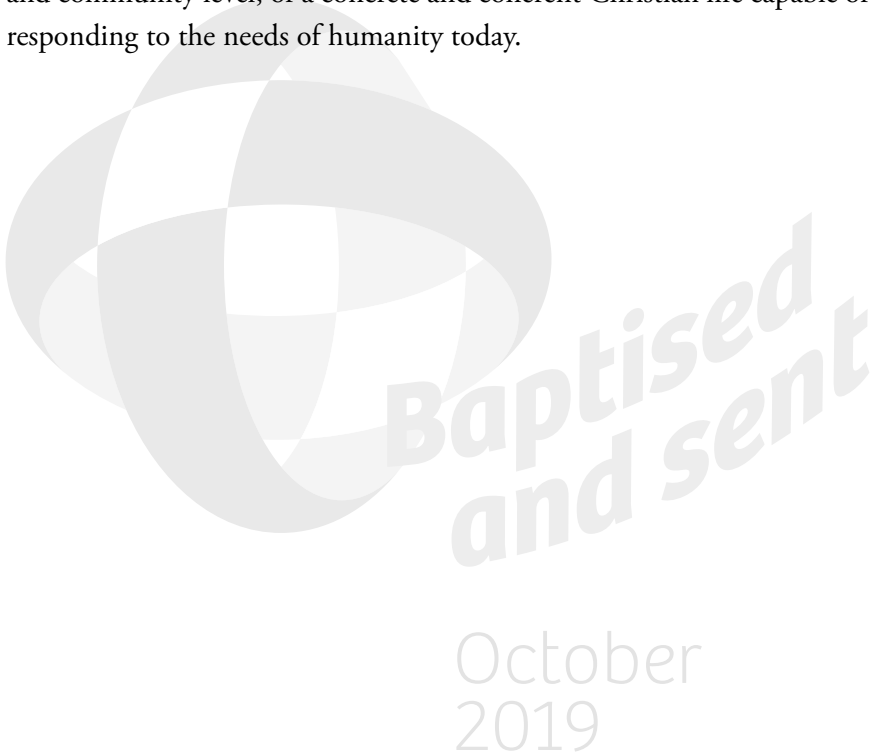 and community level, of a concrete and coherent Christian life capable of
responding to the needs of humanity today.
Baptised
and sent
October
2019